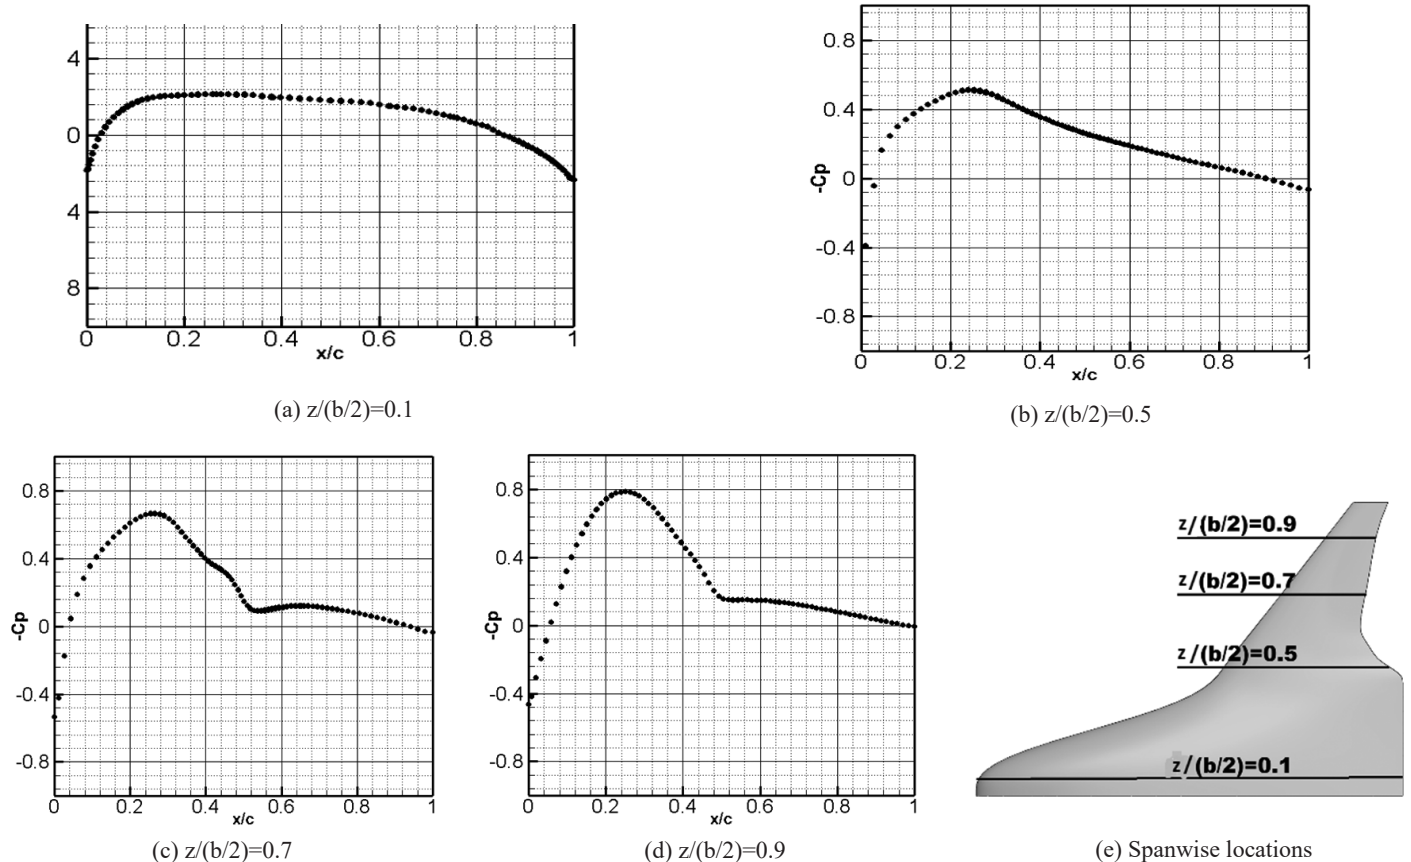 4
0
4
8
0 0.2 0.4 0.6 0.8 1
x/c
(a) z/(b/2)=0.1
0.8
0.4
0
-0.4
-0.8
-Cp
0 0.2 0.4 0.6 0.8 1
x/c
(b) z/(b/2)=0.5
0.8
0.4
0
-0.4
-0.8
-Cp
0 0.2 0.4 0.6 0.8 1
x/c
(c) z/(b/2)=0.7
0.8
0.4
0
-0.4
-0.8
-Cp
0 0.2 0.4 0.6 0.8 1
x/c
(d) z/(b/2)=0.9
z/(b/2)=0.9
z/(b/2)=0.7
z/(b/2)=0.5
z/(b/2)=0.1
(e) Spanwise locations